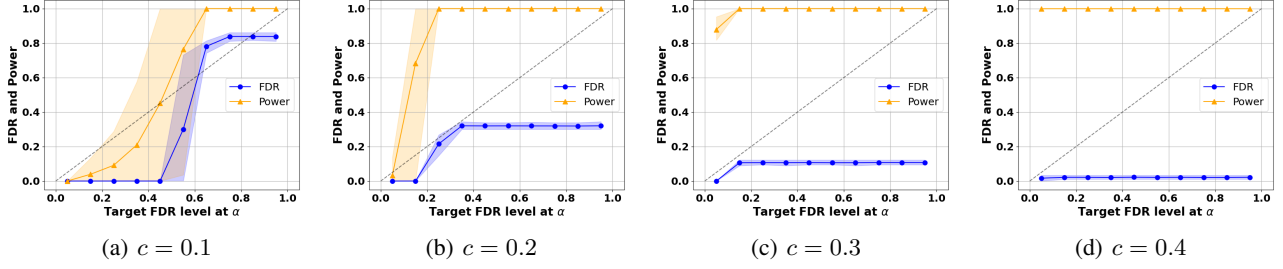 FDR and Power
1.0
0.8
0.6
0.4
0.2
0.0
FDR
Power
0.0 0.2 0.4 0.6 0.8 1.0
Target FDR level at α
(a) c = 0.1
FDR and Power
1.0
0.8
0.6
0.4
0.2
0.0
FDR
Power
0.0 0.2 0.4 0.6 0.8 1.0
Target FDR level at α
(b) c = 0.2
FDR and Power
1.0
0.8
0.6
0.4
0.2
0.0
FDR
Power
0.0 0.2 0.4 0.6 0.8 1.0
Target FDR level at α
(c) c = 0.3
FDR and Power
1.0
0.8
0.6
0.4
0.2
0.0
FDR
Power
0.0 0.2 0.4 0.6 0.8 1.0
Target FDR level at α
(d) c = 0.4